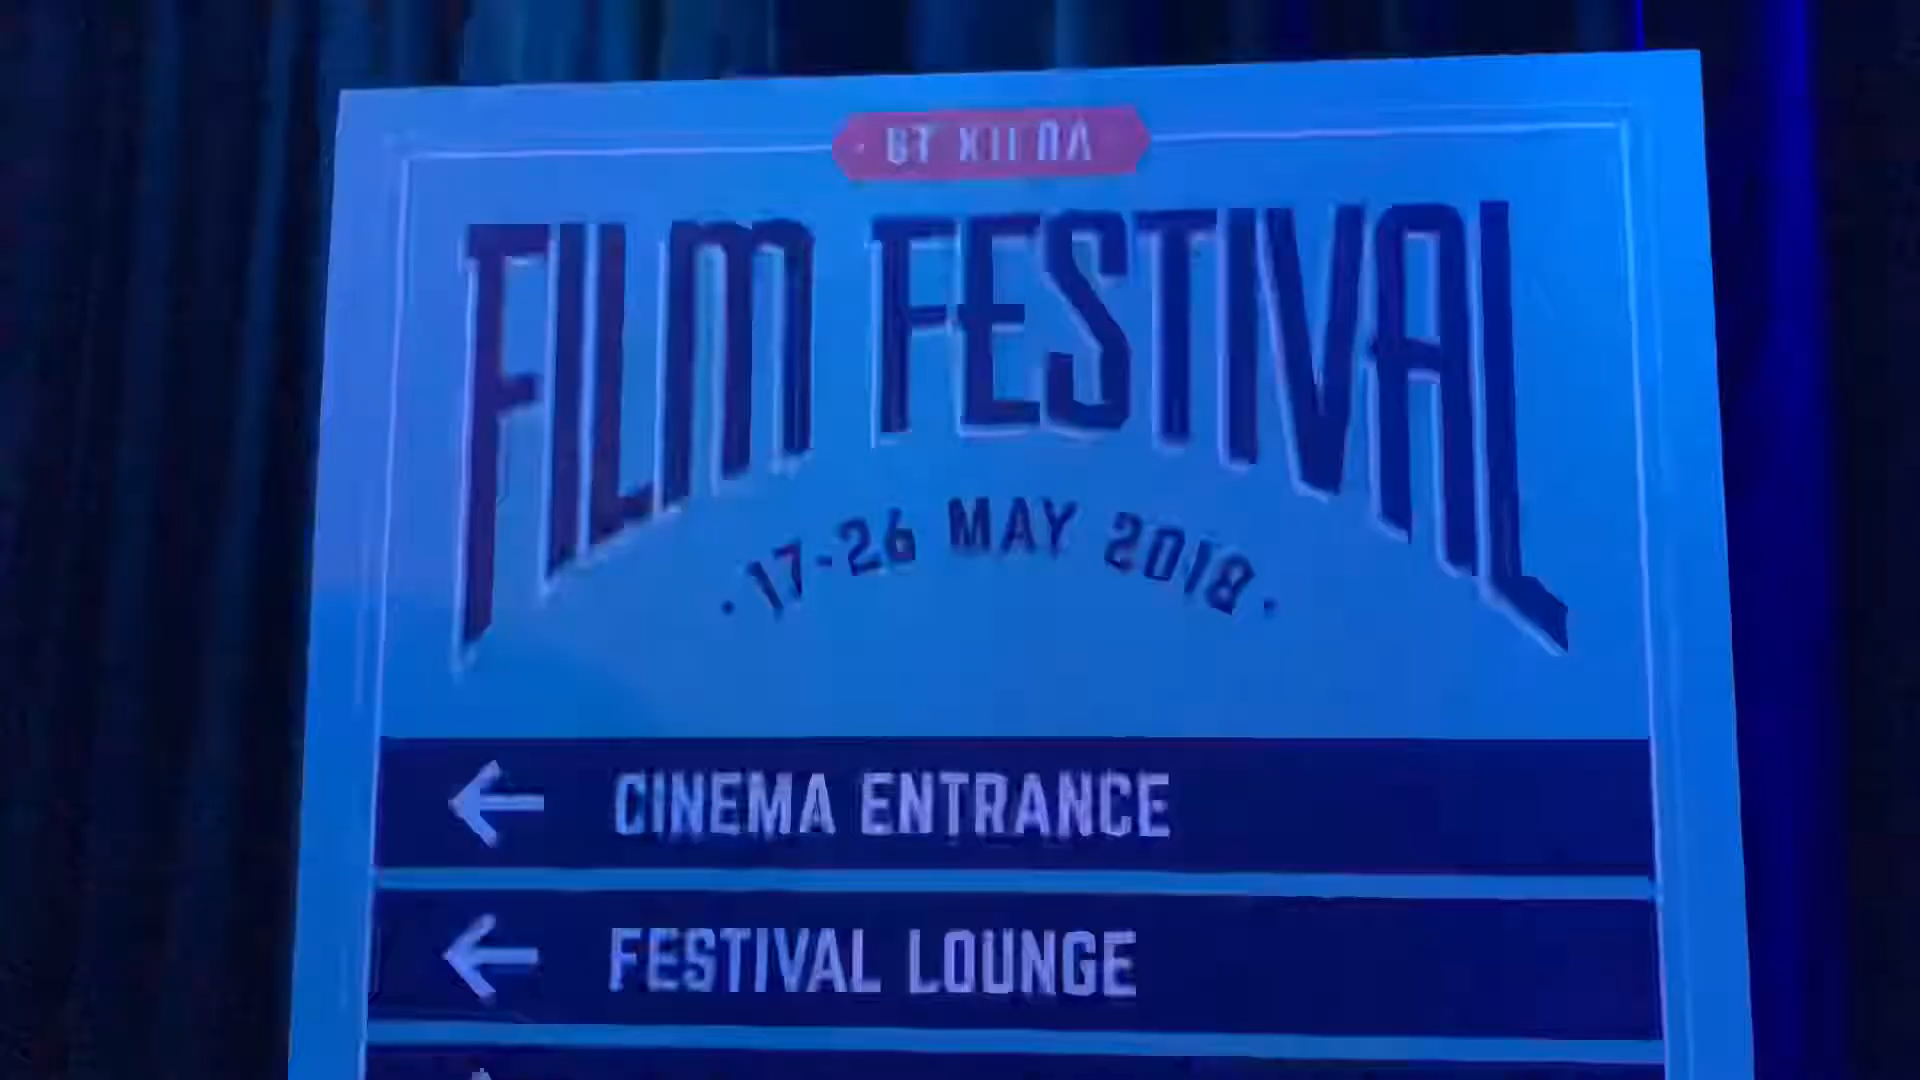 FILM FESTIVAL
· 17-26 MAY 2018 ·
← CINEMA ENTRANCE
← FESTIVAL LOUNGE